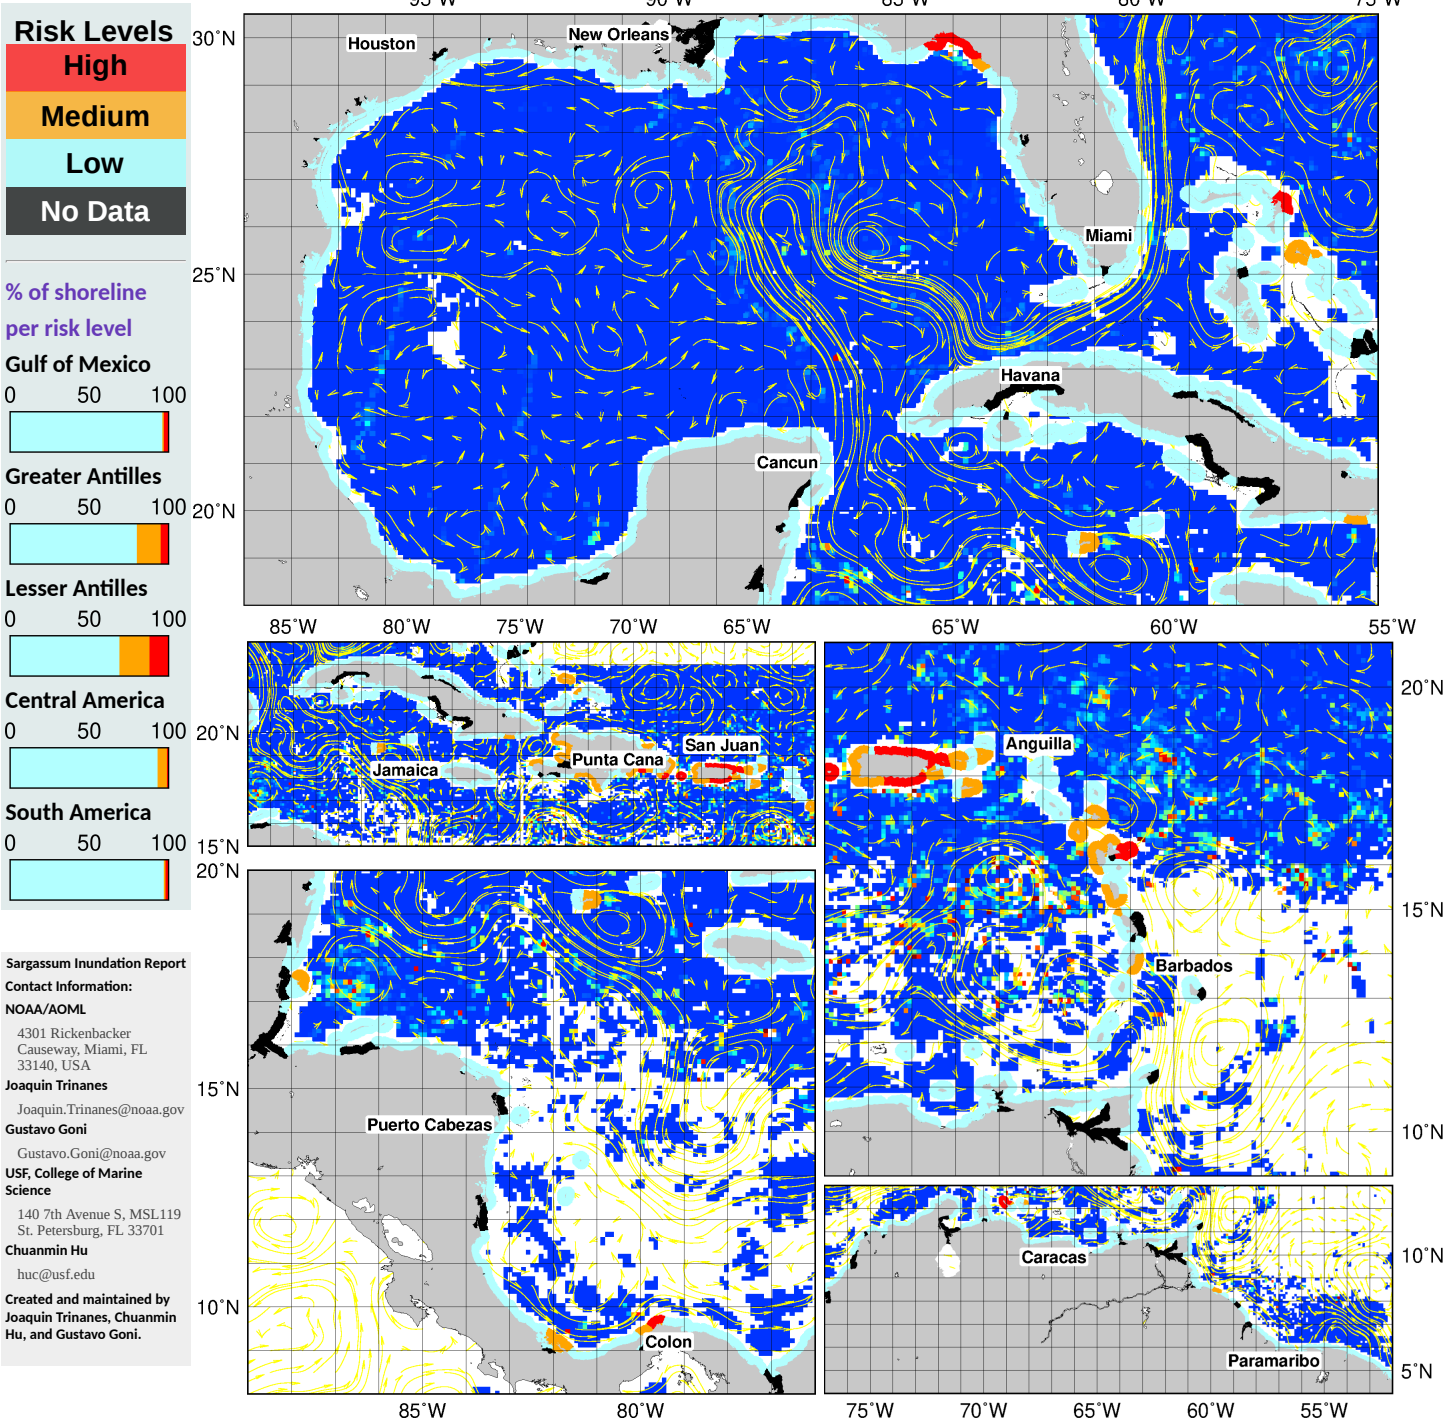 Risk Levels
High
Medium
Low
No Data
% of shoreline
per risk level
Gulf of Mexico
0 50 100
Greater Antilles
0 50 100
Lesser Antilles
0 50 100
Central America
0 50 100
South America
0 50 100
Sargassum Inundation Report
Contact Information:
NOAA/AOML
4301 Rickenbacker
Causeway, Miami, FL
33140, USA
Joaquin Trinanes
Joaquin.Trinanes@noaa.gov
Gustavo Goni
Gustavo.Goni@noaa.gov
USF, College of Marine
Science
140 7th Avenue S, MSL119
St. Petersburg, FL 33701
Chuanmin Hu
huc@usf.edu
Created and maintained by
Joaquin Trinanes, Chuanmin
Hu, and Gustavo Goni.
95°W 90°W 85°W 80°W 75°W
30°N
25°N
20°N
Houston
New Orleans
Miami
Havana
Cancun
85°W 80°W 75°W 70°W 65°W
20°N
15°N
Jamaica
Punta Cana
San Juan
65°W 60°W 55°W
20°N
15°N
10°N
Anguilla
Barbados
20°N
15°N
10°N
Puerto Cabezas
Colon
85°W 80°W
Caracas
Paramaribo
10°N
5°N
75°W 70°W 65°W 60°W 55°W